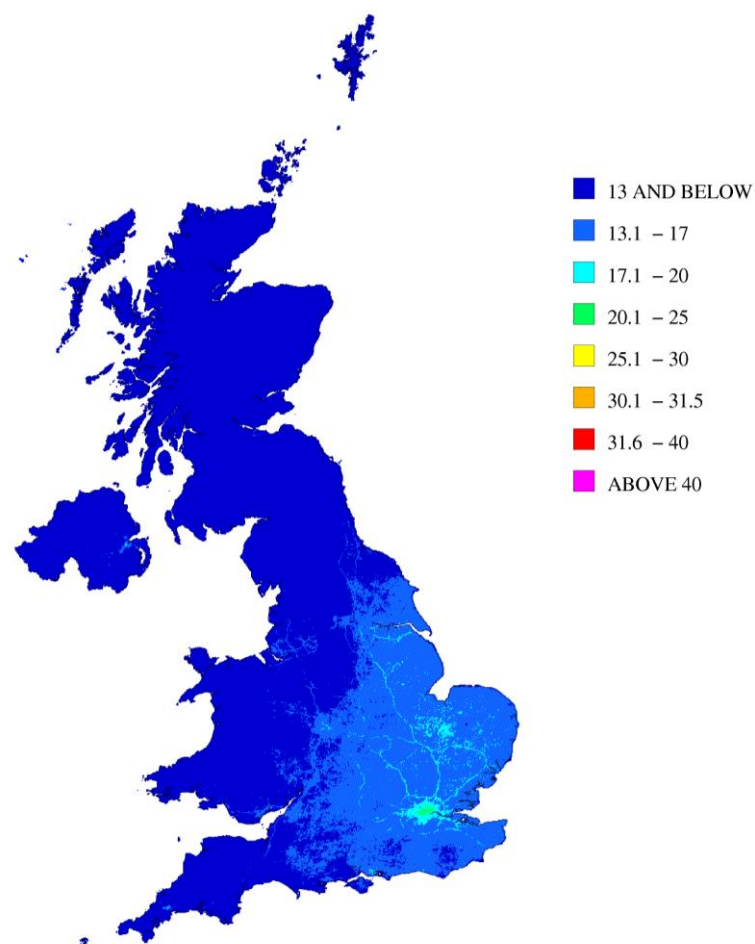 13 AND BELOW
13.1 – 17
17.1 – 20
20.1 – 25
25.1 – 30
30.1 – 31.5
31.6 – 40
ABOVE 40